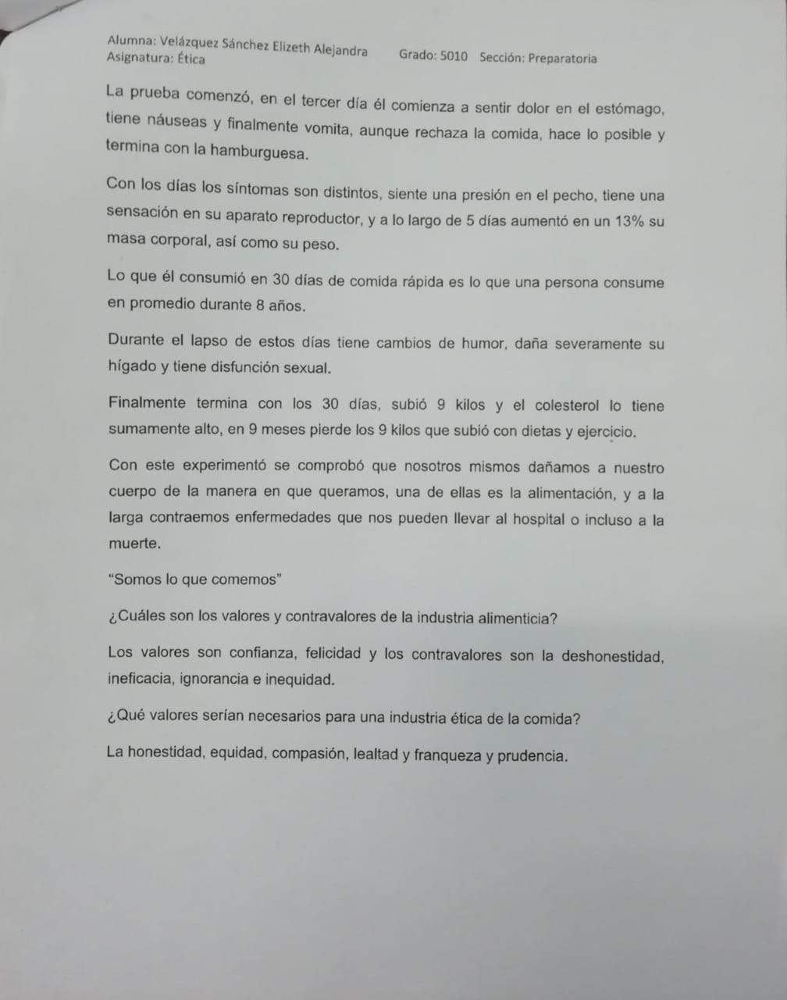 Alumna: Velázquez Sánchez Elizeth Alejandra Grado: 5010 Sección: Preparatoria
Asignatura: Ética
La prueba comenzó, en el tercer día él comienza a sentir dolor en el estómago,
tiene náuseas y finalmente vomita, aunque rechaza la comida, hace lo posible y
termina con la hamburguesa.
Con los días los síntomas son distintos, siente una presión en el pecho, tiene una
sensación en su aparato reproductor, y a lo largo de 5 días aumentó en un 13% su
masa corporal, así como su peso.
Lo que él consumió en 30 días de comida rápida es lo que una persona consume
en promedio durante 8 años.
Durante el lapso de estos días tiene cambios de humor, daña severamente su
hígado y tiene disfunción sexual.
Finalmente termina con los 30 días, subió 9 kilos y el colesterol lo tiene
sumamente alto, en 9 meses pierde los 9 kilos que subió con dietas y ejercicio.
Con este experimentó se comprobó que nosotros mismos dañamos a nuestro
cuerpo de la manera en que queramos, una de ellas es la alimentación, y a la
larga contraemos enfermedades que nos pueden llevar al hospital o incluso a la
muerte.
“Somos lo que comemos”
¿Cuáles son los valores y contravalores de la industria alimenticia?
Los valores son confianza, felicidad y los contravalores son la deshonestidad,
ineficacia, ignorancia e inequidad.
¿Qué valores serían necesarios para una industria ética de la comida?
La honestidad, equidad, compasión, lealtad y franqueza y prudencia.